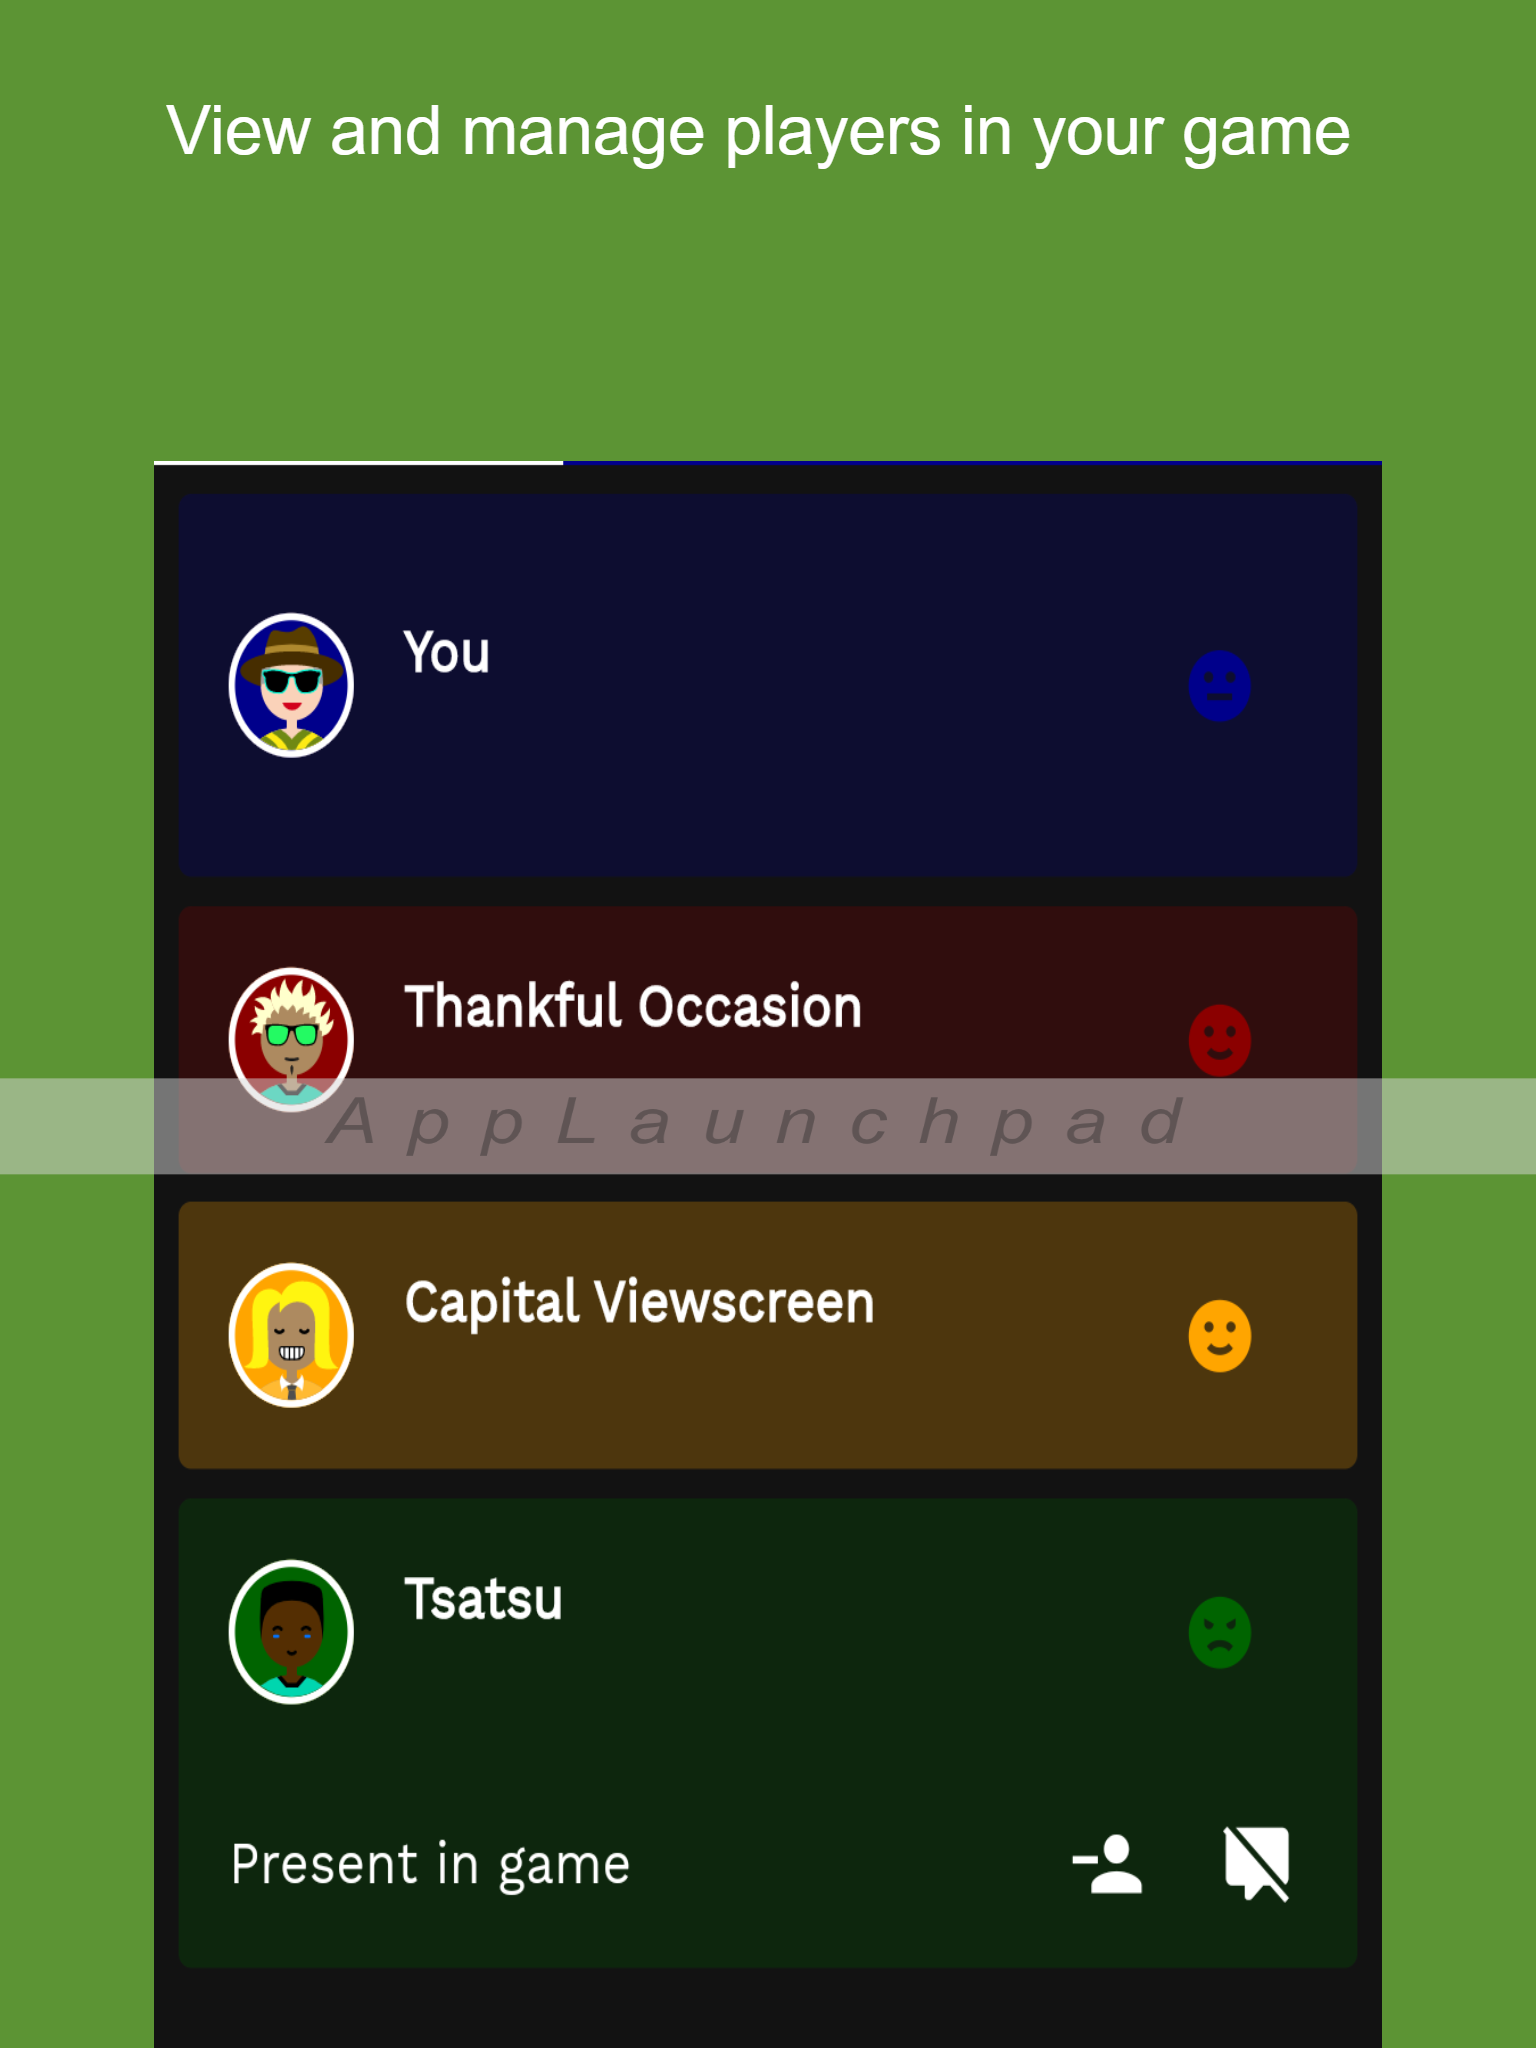 View and manage players in your game
You
Thankful Occasion
AppLaunchpad
Capital Viewscreen
Tsatsu
Present in game